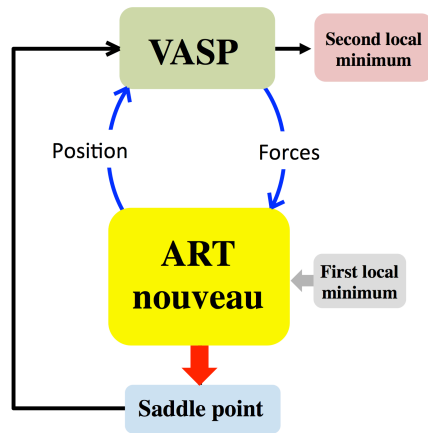 VASP
Second local
minimum
Position
Forces
ART
nouveau
First local
minimum
Saddle point